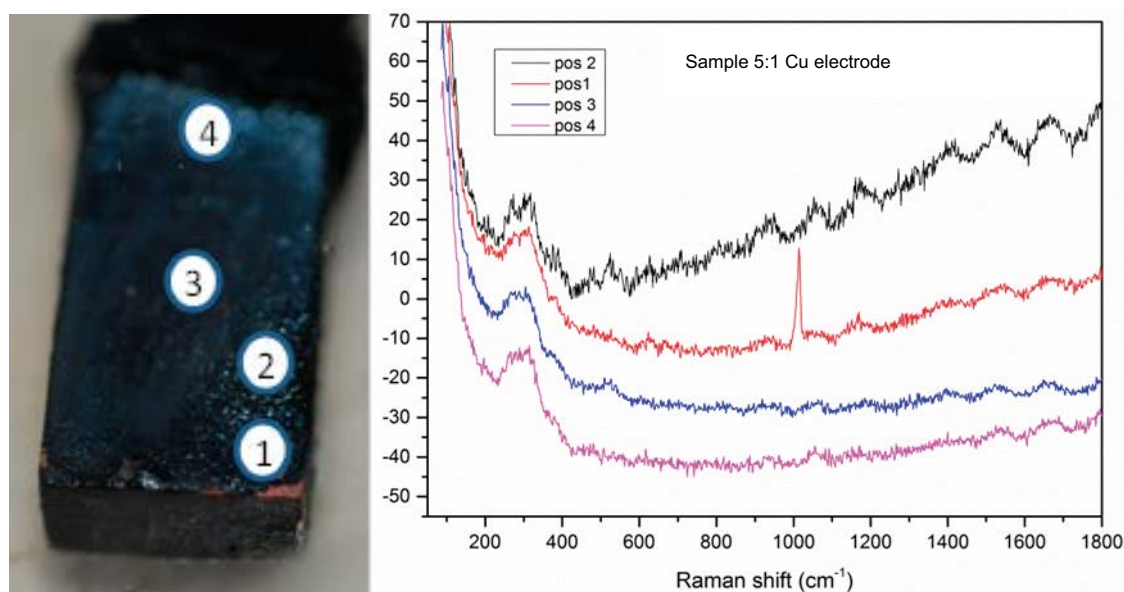 4
3
2
1
Sample 5:1 Cu electrode
pos 2
pos1
pos 3
pos 4
70
60
50
40
30
20
10
0
-10
-20
-30
-40
-50
200 400 600 800 1000 1200 1400 1600 1800
Raman shift (cm⁻¹)